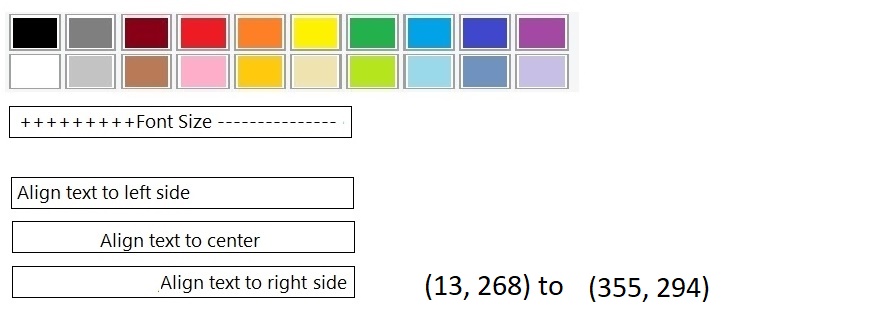 +++++++++Font Size ---------------
Align text to left side
Align text to center
Align text to right side
(13, 268) to (355, 294)